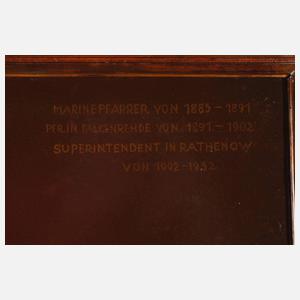 MARINEPFARRER VON 1885 – 1891
PFR. IN FALKENREHDE VON 1891 – 1902
SUPERINTENDENT IN RATHENOW
VON 1902 – 1932